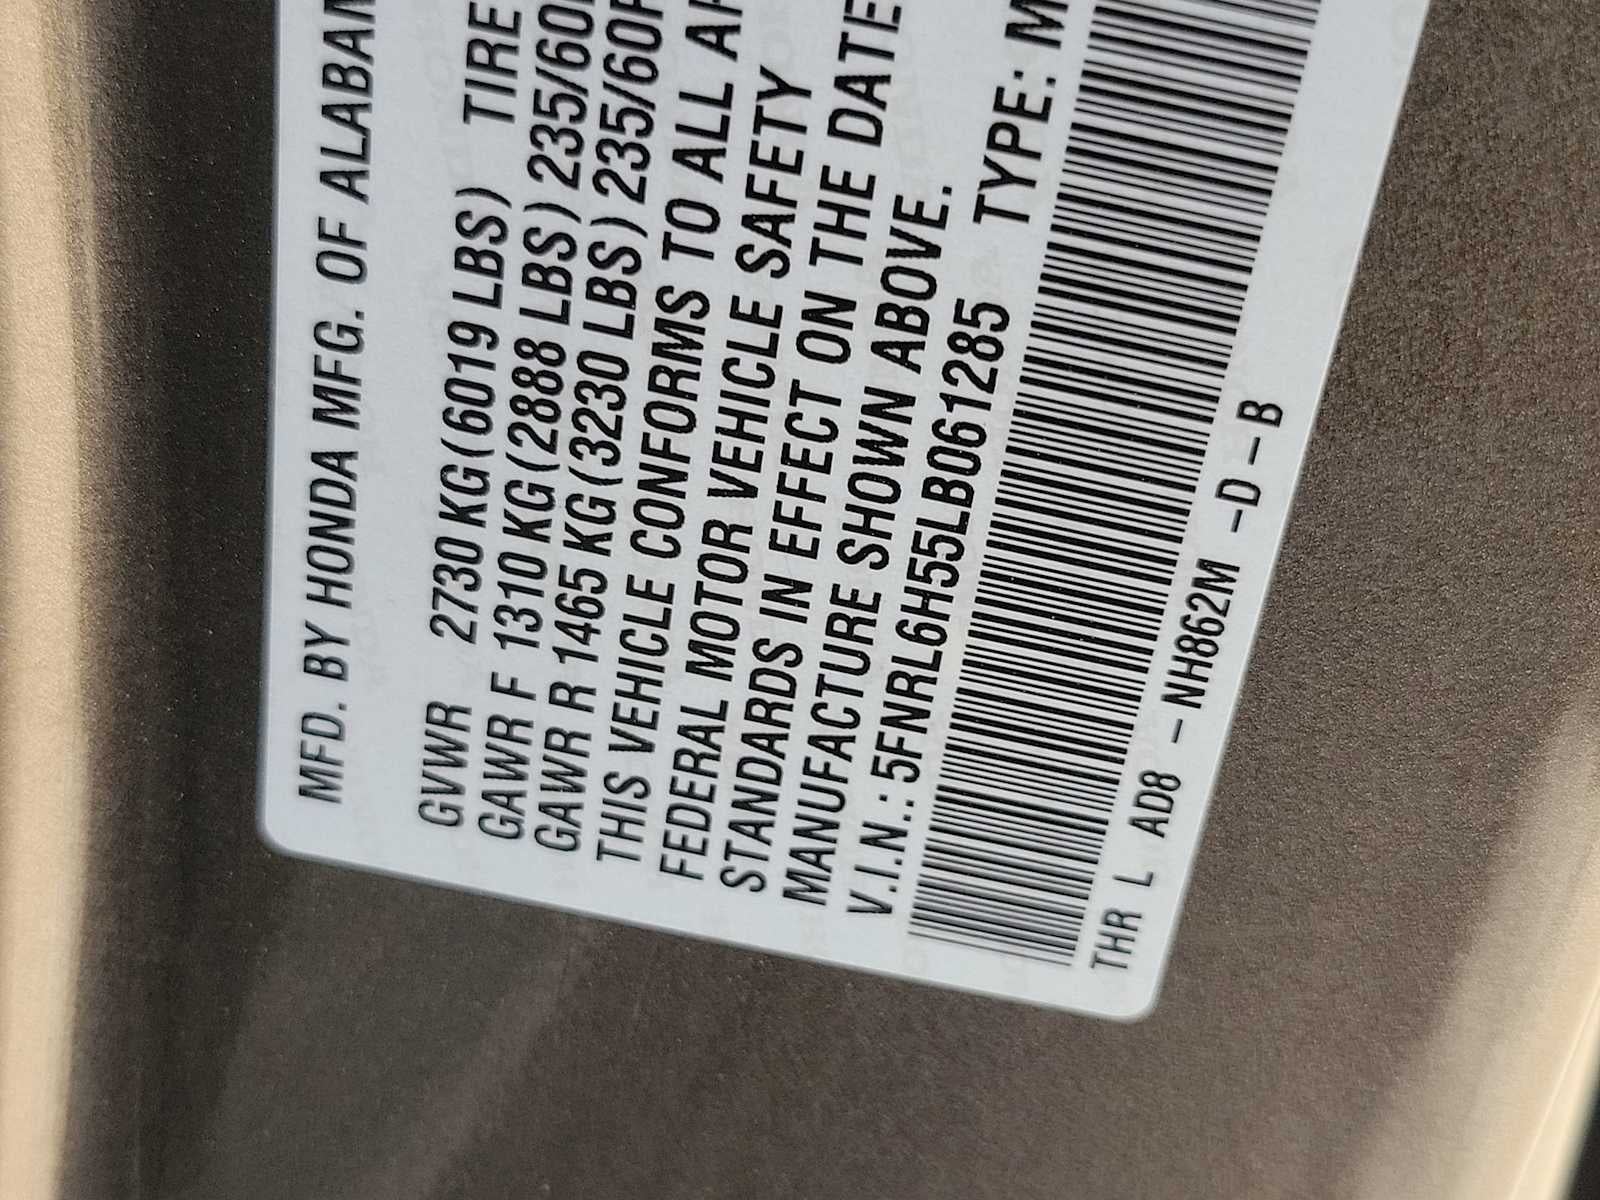 MFD. BY HONDA MFG. OF ALABAM
GVWR 2730 KG(6019 LBS) TIRE
GAWR F 1310 KG(2888 LBS) 235/60
GAWR R 1465 KG(3230 LBS) 235/60R
THIS VEHICLE CONFORMS TO ALL AP
FEDERAL MOTOR VEHICLE SAFETY
STANDARDS IN EFFECT ON THE DATE
MANUFACTURE SHOWN ABOVE.
V.I.N.: 5FNRL6H55LB061285 TYPE: M
THR L AD8 - NH862M -D-B